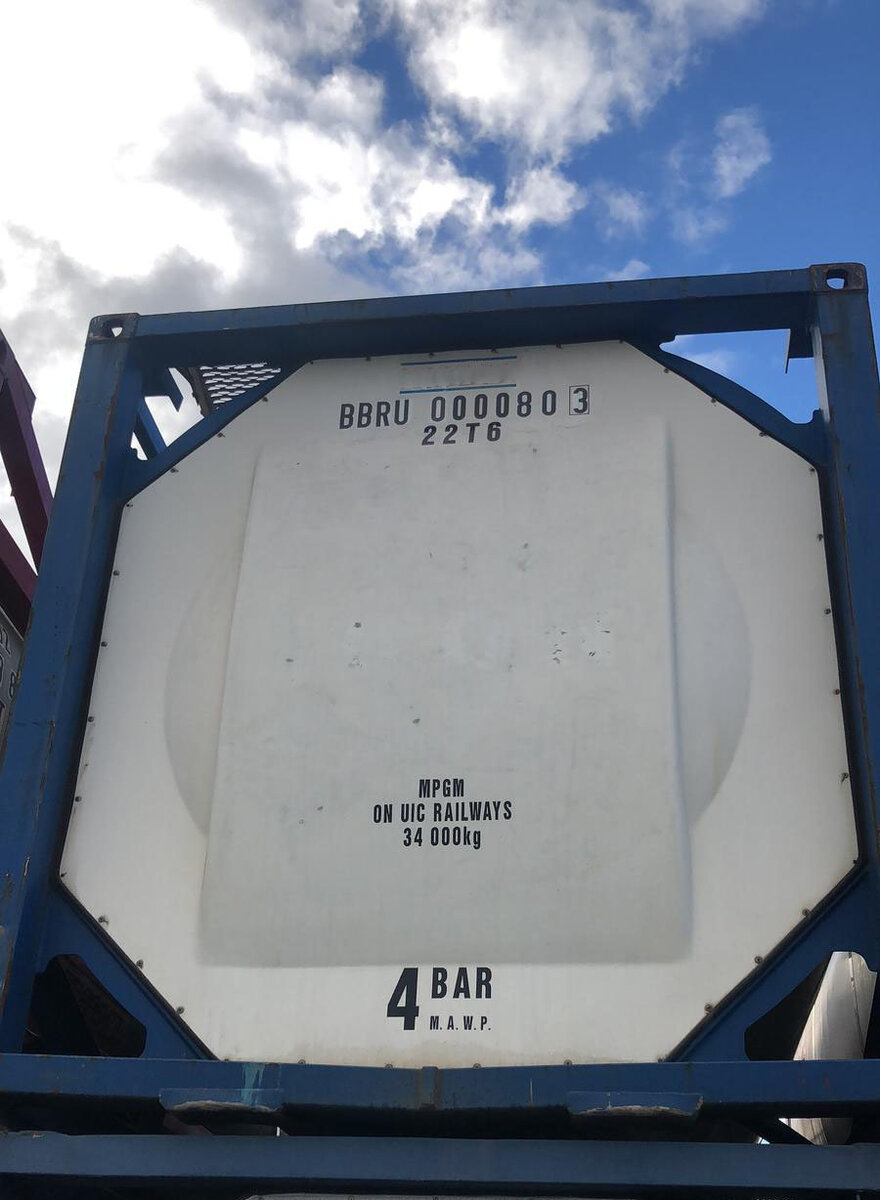 BBRU 000080 3
22T6
MPGM
ON UIC RAILWAYS
34 000kg
4 BAR
M.A.W.P.